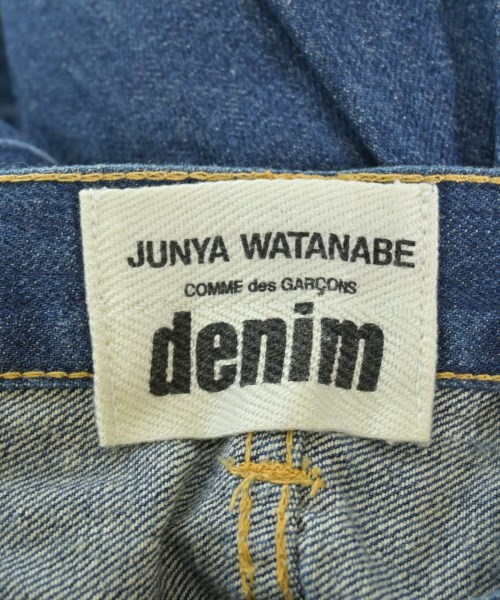 JUNYA WATANABE
COMME des GARÇONS
denim